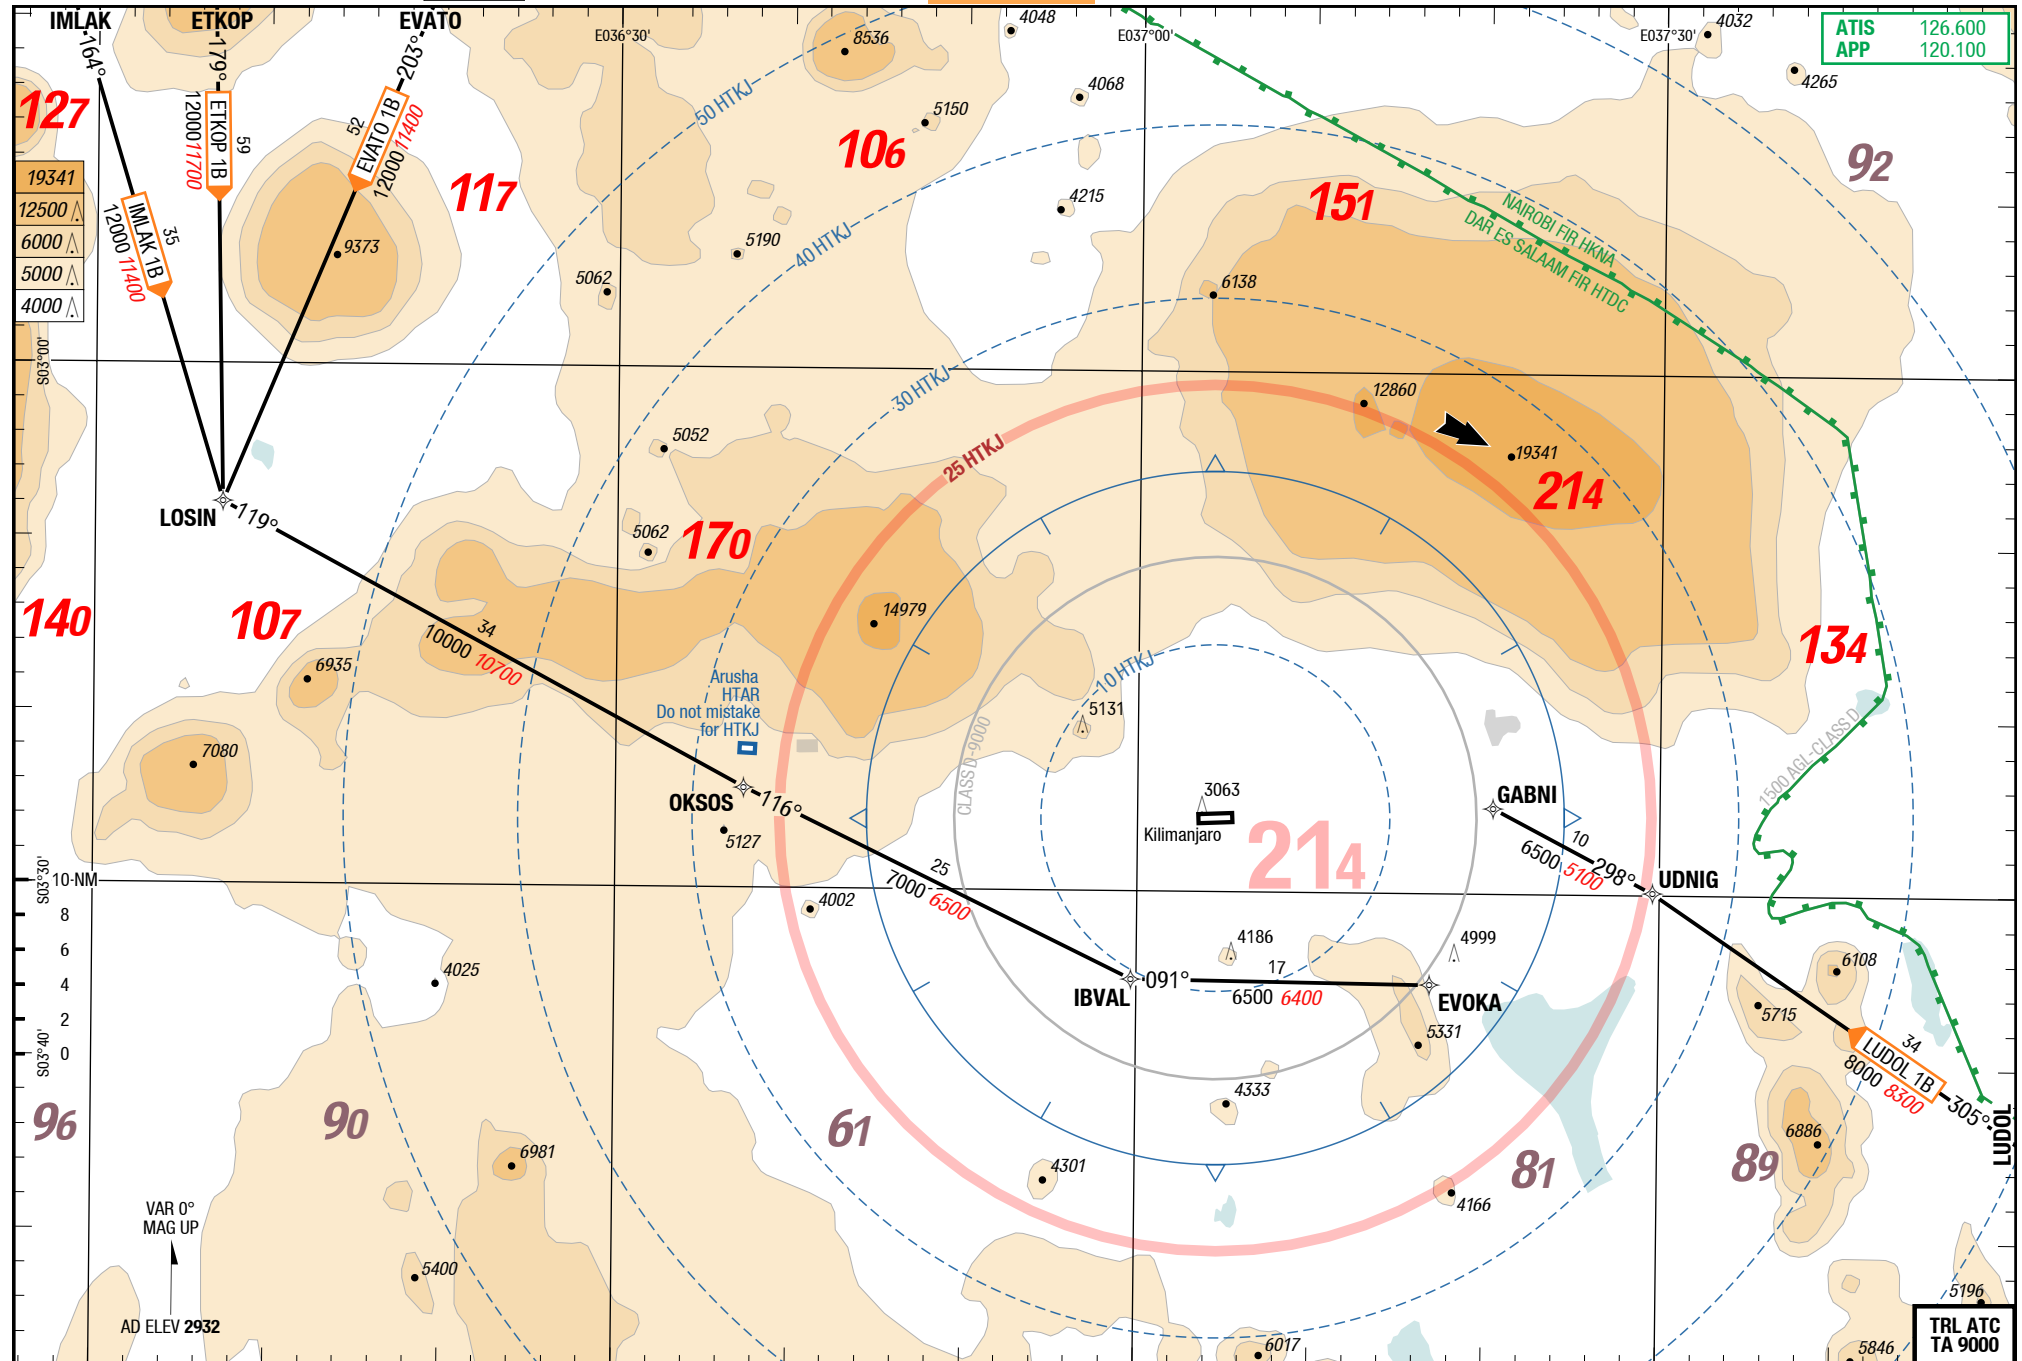 IMLAK
ETKOP
EVATO
164°
179°
203°
E036°30'
E037°00'
E037°30'
ATIS 126.600
APP 120.100
4048
8536
4032
4265
4068
5150
4215
5190
5062
50 HTKJ
40 HTKJ
30 HTKJ
25 HTKJ
10 HTKJ
127
117
106
151
92
19341
12500
6000
5000
4000
IMLAK 1B
35
12000 11400
ETKOP 1B
59
12000 11700
EVATO 1B
52
12000 11400
9373
NAIROBI FIR HKNA
DAR ES SALAAM FIR HTDC
6138
S03°00'
12860
19341
214
5052
LOSIN
119°
5062
170
140
107
14979
134
34
10000 10700
6935
Arusha
HTAR
Do not mistake
for HTKJ
5131
7080
CLASS D-9000
1500 AGL-CLASS D
OKSOS
116°
5127
3063
Kilimanjaro
214
GABNI
10
6500 5100
298°
UDNIG
25
7000 6500
4002
S03°30'
10-NM
8
6
4
2
0
S03°40'
4025
4186
4999
IBVAL
091°
17
6500 6400
EVOKA
5331
6108
5715
LUDOL 1B
34
8000 8300
305°
LUDOL
4333
96
90
61
81
89
6886
6981
4301
4166
VAR 0°
MAG UP
AD ELEV 2932
5400
5196
6017
5846
TRL ATC
TA 9000